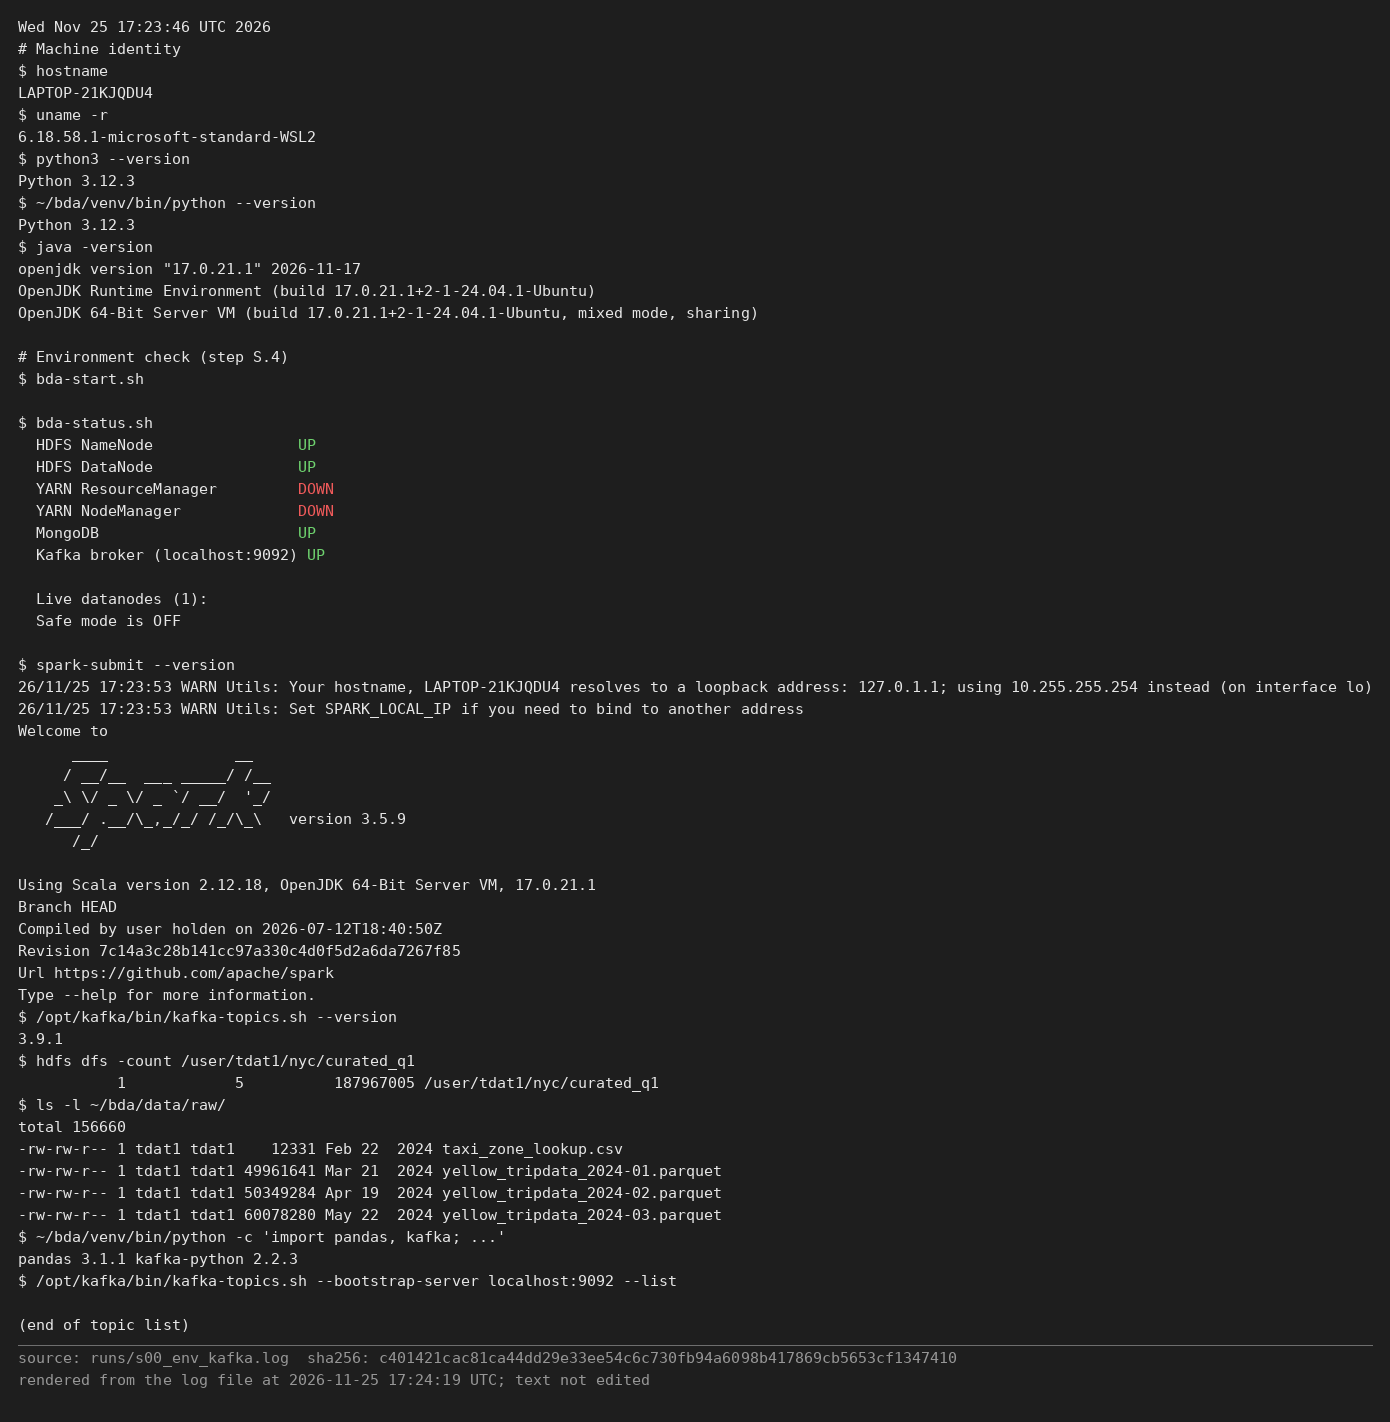 Wed Nov 25 17:23:46 UTC 2026
# Machine identity
$ hostname
LAPTOP-21KJQDU4
$ uname -r
6.18.58.1-microsoft-standard-WSL2
$ python3 --version
Python 3.12.3
$ ~/bda/venv/bin/python --version
Python 3.12.3
$ java -version
openjdk version "17.0.21.1" 2026-11-17
OpenJDK Runtime Environment (build 17.0.21.1+2-1-24.04.1-Ubuntu)
OpenJDK 64-Bit Server VM (build 17.0.21.1+2-1-24.04.1-Ubuntu, mixed mode, sharing)

# Environment check (step S.4)
$ bda-start.sh

$ bda-status.sh
  HDFS NameNode                UP
  HDFS DataNode                UP
  YARN ResourceManager         DOWN
  YARN NodeManager             DOWN
  MongoDB                      UP
  Kafka broker (localhost:9092) UP

  Live datanodes (1):
  Safe mode is OFF

$ spark-submit --version
26/11/25 17:23:53 WARN Utils: Your hostname, LAPTOP-21KJQDU4 resolves to a loopback address: 127.0.1.1; using 10.255.255.254 instead (on interface lo)
26/11/25 17:23:53 WARN Utils: Set SPARK_LOCAL_IP if you need to bind to another address
Welcome to
      ____              __
     / __/__  ___ _____/ /__
    _\ \/ _ \/ _ `/ __/  '_/
   /___/ .__/\_,_/_/ /_/\_\   version 3.5.9
      /_/

Using Scala version 2.12.18, OpenJDK 64-Bit Server VM, 17.0.21.1
Branch HEAD
Compiled by user holden on 2026-07-12T18:40:50Z
Revision 7c14a3c28b141cc97a330c4d0f5d2a6da7267f85
Url https://github.com/apache/spark
Type --help for more information.
$ /opt/kafka/bin/kafka-topics.sh --version
3.9.1
$ hdfs dfs -count /user/tdat1/nyc/curated_q1
           1            5          187967005 /user/tdat1/nyc/curated_q1
$ ls -l ~/bda/data/raw/
total 156660
-rw-rw-r-- 1 tdat1 tdat1    12331 Feb 22  2024 taxi_zone_lookup.csv
-rw-rw-r-- 1 tdat1 tdat1 49961641 Mar 21  2024 yellow_tripdata_2024-01.parquet
-rw-rw-r-- 1 tdat1 tdat1 50349284 Apr 19  2024 yellow_tripdata_2024-02.parquet
-rw-rw-r-- 1 tdat1 tdat1 60078280 May 22  2024 yellow_tripdata_2024-03.parquet
$ ~/bda/venv/bin/python -c 'import pandas, kafka; ...'
pandas 3.1.1 kafka-python 2.2.3
$ /opt/kafka/bin/kafka-topics.sh --bootstrap-server localhost:9092 --list

(end of topic list)
source: runs/s00_env_kafka.log  sha256: c401421cac81ca44dd29e33ee54c6c730fb94a6098b417869cb5653cf1347410
rendered from the log file at 2026-11-25 17:24:19 UTC; text not edited